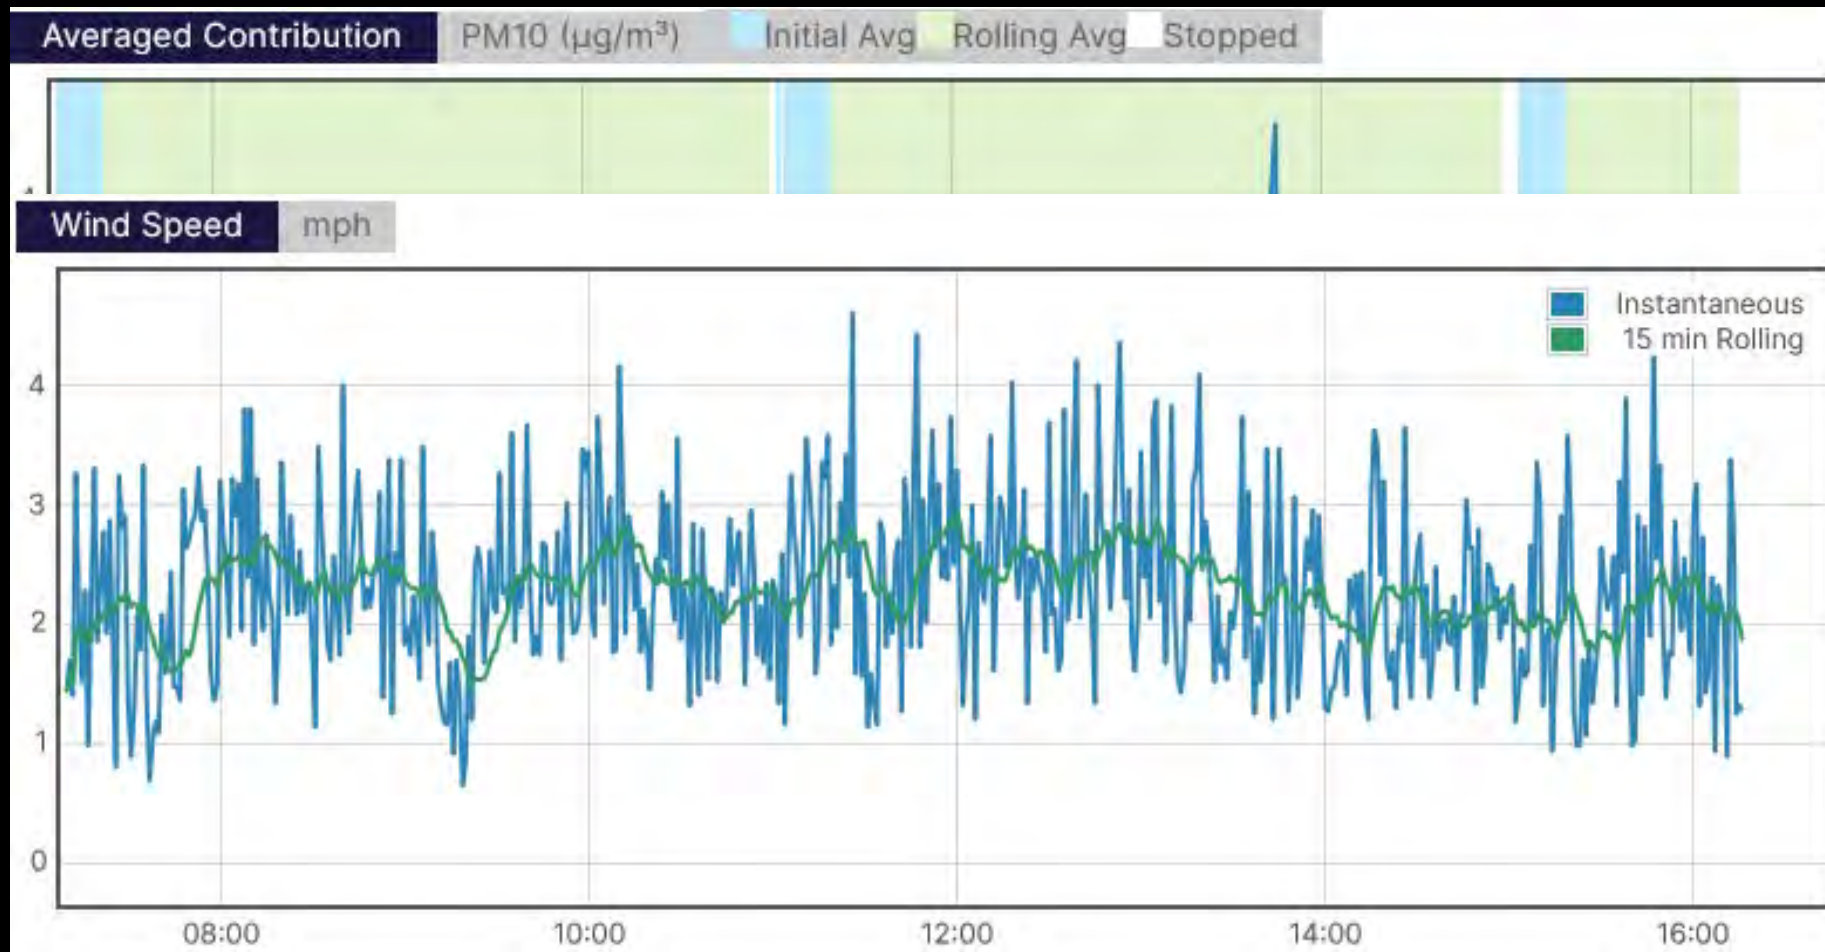 Averaged Contribution PM10 (µg/m³) Initial Avg Rolling Avg Stopped
Wind Speed mph
Instantaneous
15 min Rolling
4
3
2
1
0
08:00 10:00 12:00 14:00 16:00